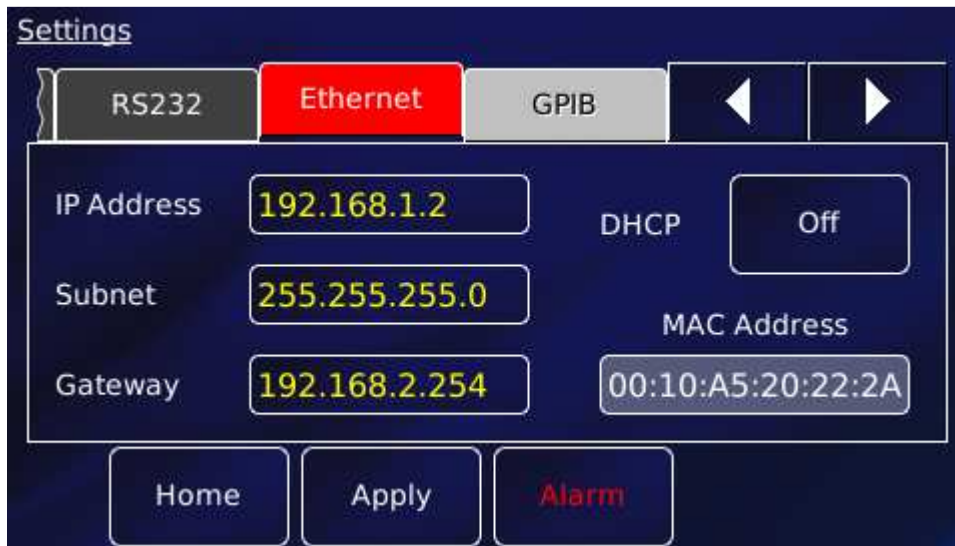 Settings
RS232 Ethernet GPIB
IP Address 192.168.1.2
DHCP Off
Subnet 255.255.255.0
MAC Address
Gateway 192.168.2.254
00:10:A5:20:22:2A
Home Apply Alarm